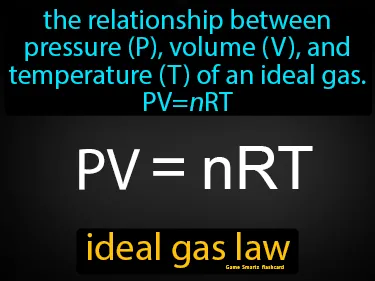 the relationship between
pressure (P), volume (V), and
temperature (T) of an ideal gas.
PV=nRT
PV = nRT
ideal gas law
Game Smartz Flashcard